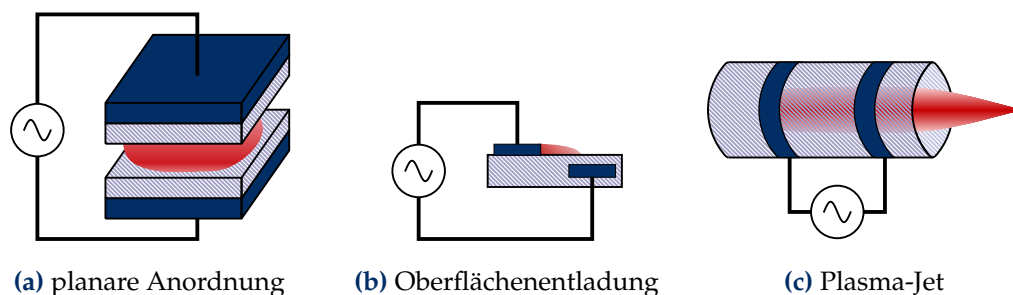 (a) planare Anordnung
(b) Oberflächenentladung
(c) Plasma-Jet